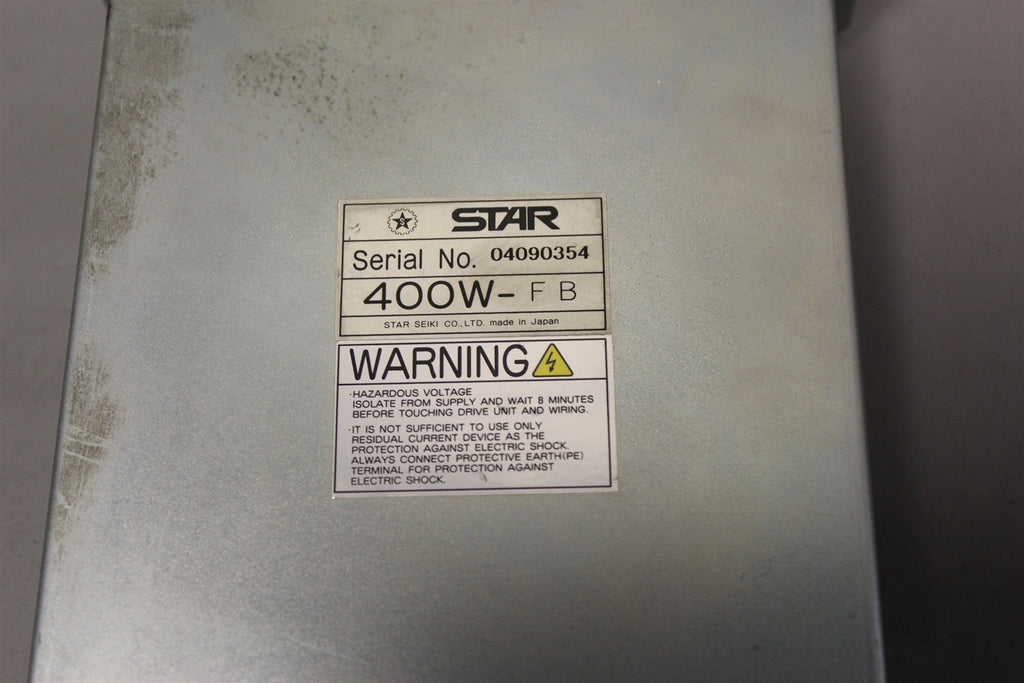 S
STAR
Serial No. 04090354
400W- F B
STAR SEIKI CO.,LTD. made in Japan
WARNING
·HAZARDOUS VOLTAGE
ISOLATE FROM SUPPLY AND WAIT 8 MINUTES
BEFORE TOUCHING DRIVE UNIT AND WIRING.
·IT IS NOT SUFFICIENT TO USE ONLY
RESIDUAL CURRENT DEVICE AS THE
PROTECTION AGAINST ELECTRIC SHOCK.
ALWAYS CONNECT PROTECTIVE EARTH(PE)
TERMINAL FOR PROTECTION AGAINST
ELECTRIC SHOCK.